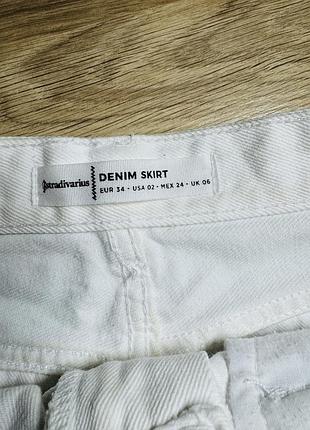 stradivarius
DENIM SKIRT
EUR 34 - USA 02 - MEX 24 - UK 06